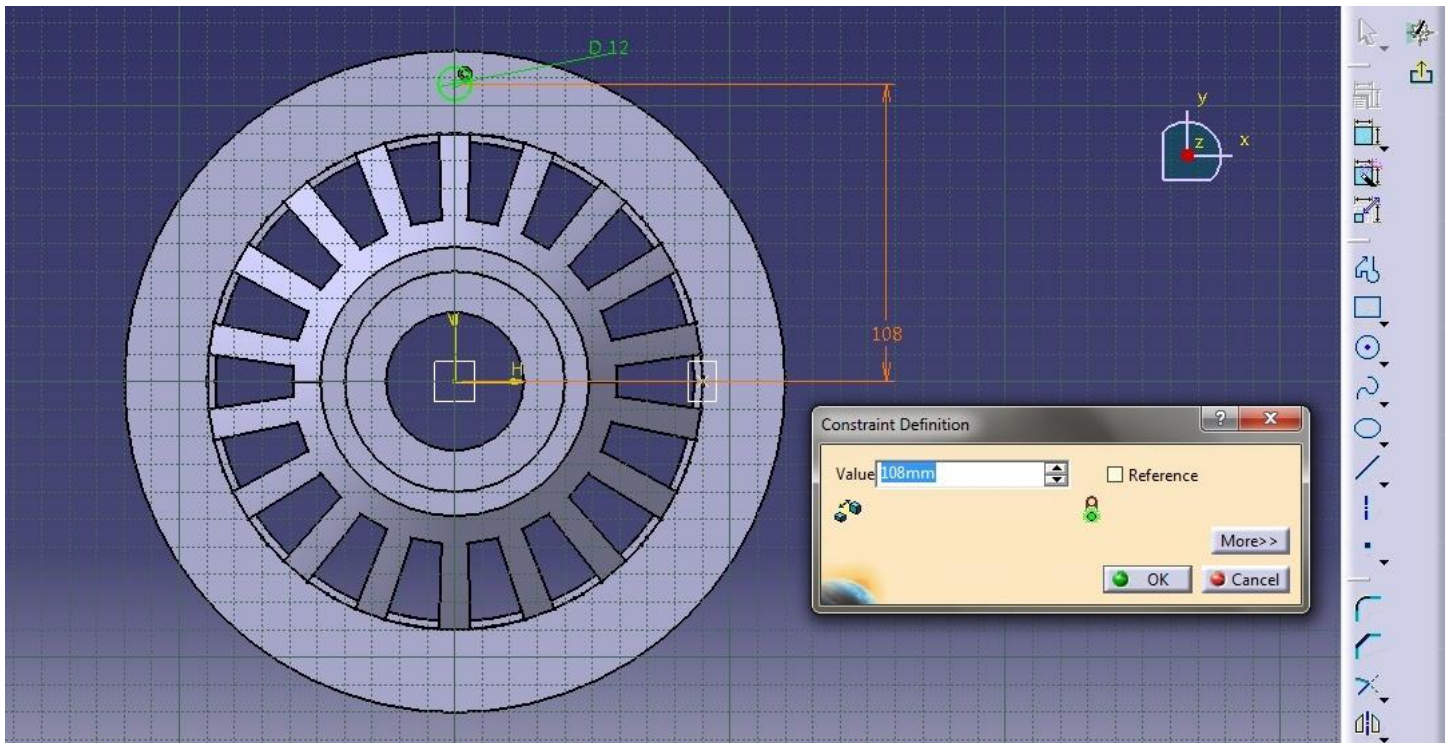 D 12
y
z
x
108
V
H
Constraint Definition
?
X
Value 108mm
Reference
More>>
OK
Cancel